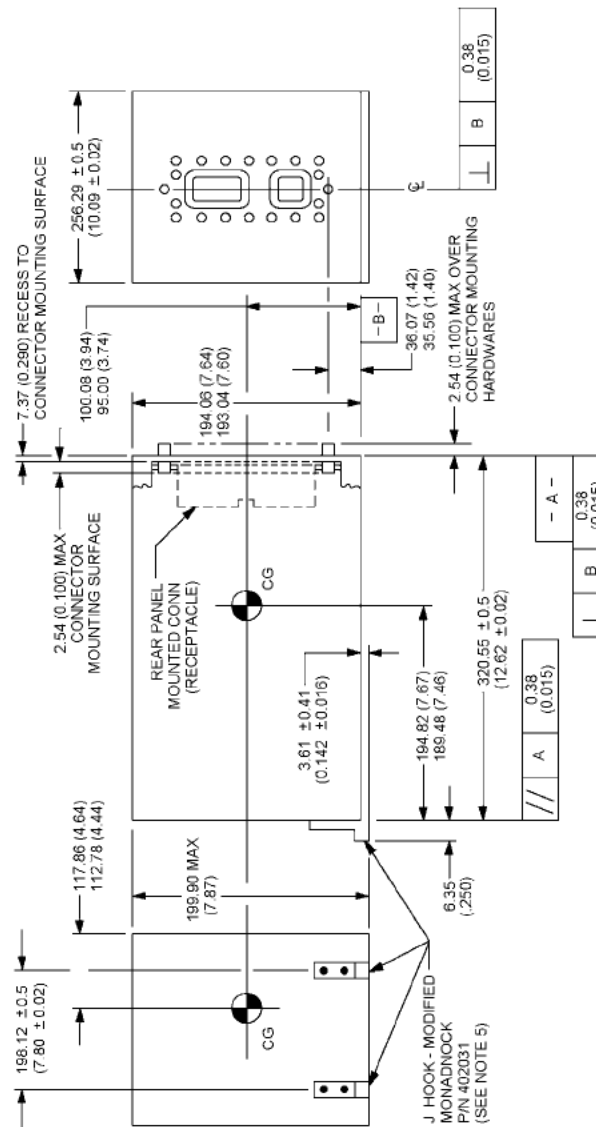 7.37 (0.290) RECESS TO
CONNECTOR MOUNTING SURFACE
256.29 ±0.5
(10.09 ± 0.02)
⊥ B 0.38
(0.015)
℄
100.08 (3.94)
95.00 (3.74)
- B -
36.07 (1.42)
35.56 (1.40)
2.54 (0.100) MAX OVER
CONNECTOR MOUNTING
HARDWARES
194.06 (7.64)
193.04 (7.60)
2.54 (0.100) MAX
CONNECTOR
MOUNTING SURFACE
REAR PANEL
MOUNTED CONN
(RECEPTACLE)
CG
3.61 ±0.41
(0.142 ±0.016)
194.82 (7.67)
189.48 (7.46)
320.55 ±0.5
(12.62 ±0.02)
- A -
B 0.38
(0.015)
// A 0.38
(0.015)
117.86 (4.64)
112.78 (4.44)
199.90 MAX
(7.87)
6.35
(.250)
198.12 ±0.5
(7.80 ±0.02)
CG
J HOOK - MODIFIED
MONADNOCK
P/N 402031
(SEE NOTE 5)